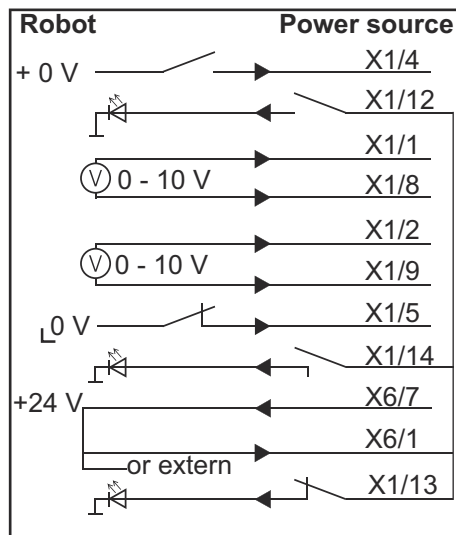 Robot Power source
+ 0 V X1/4
X1/12
X1/1
V 0 - 10 V
X1/8
X1/2
V 0 - 10 V
X1/9
0 V X1/5
X1/14
+24 V X6/7
X6/1
or extern
X1/13